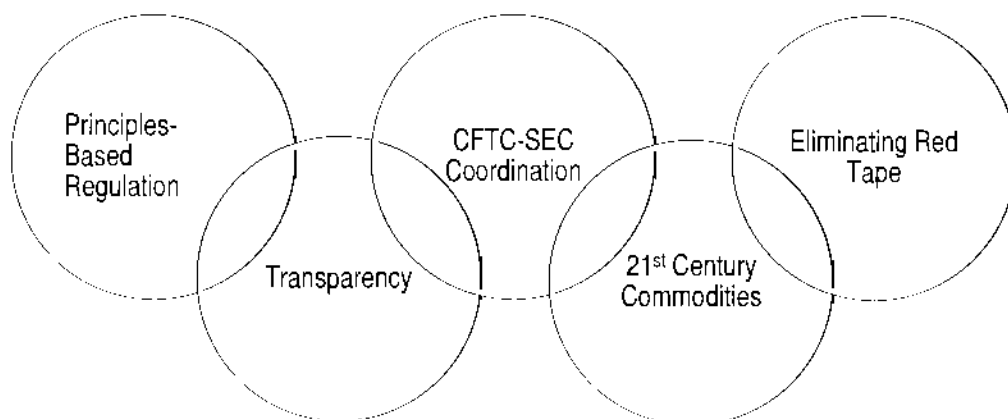 Principles-
Based
Regulation
Transparency
CFTC-SEC
Coordination
21st Century
Commodities
Eliminating Red
Tape